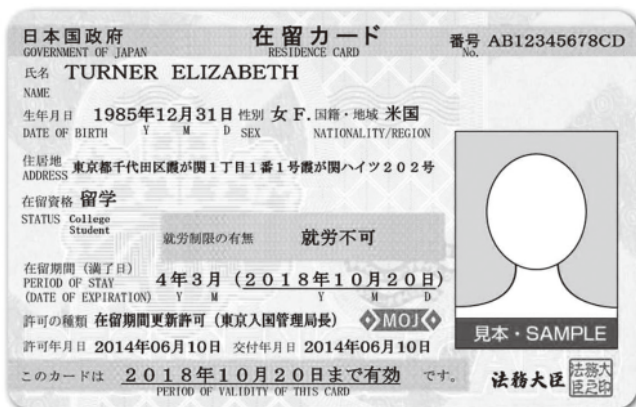 日本国政府 在留カード 番号 AB12345678CD
GOVERNMENT OF JAPAN RESIDENCE CARD No.
氏名 TURNER ELIZABETH
NAME
生年月日 1985年12月31日 性別 女 F. 国籍・地域 米国
DATE OF BIRTH Y M D SEX NATIONALITY/REGION
住居地 東京都千代田区霞が関1丁目1番1号霞が関ハイツ202号
ADDRESS
在留資格 留学
STATUS College Student
就労制限の有無 就労不可
在留期間(満了日) 4年3月 (2018年10月20日)
PERIOD OF STAY
(DATE OF EXPIRATION) Y M Y M D
許可の種類 在留期間更新許可(東京入国管理局長) MOJ
見本・SAMPLE
許可年月日 2014年06月10日 交付年月日 2014年06月10日
このカードは 2018年10月20日まで有効 です。
PERIOD OF VALIDITY OF THIS CARD
法務大臣 法務大臣之印